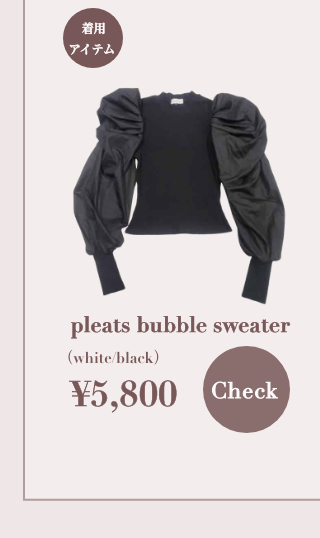 着用
アイテム
pleats bubble sweater
(white/black)
¥5,800
Check